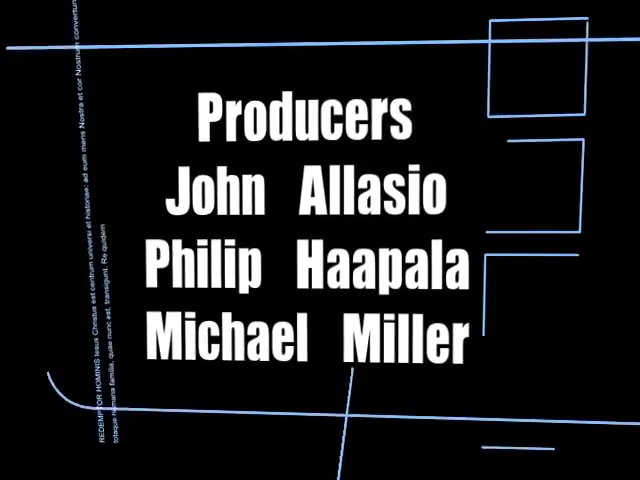 Producers
John Allasio
Philip Haapala
Michael Miller
REDEMPTOR HOMINIS Iesus Christus est centrum universi et historiae: ad eum mens Nostra et cor Nostrum convertun
totaque humana familia, quae nunc est, transigunt. Re quidem